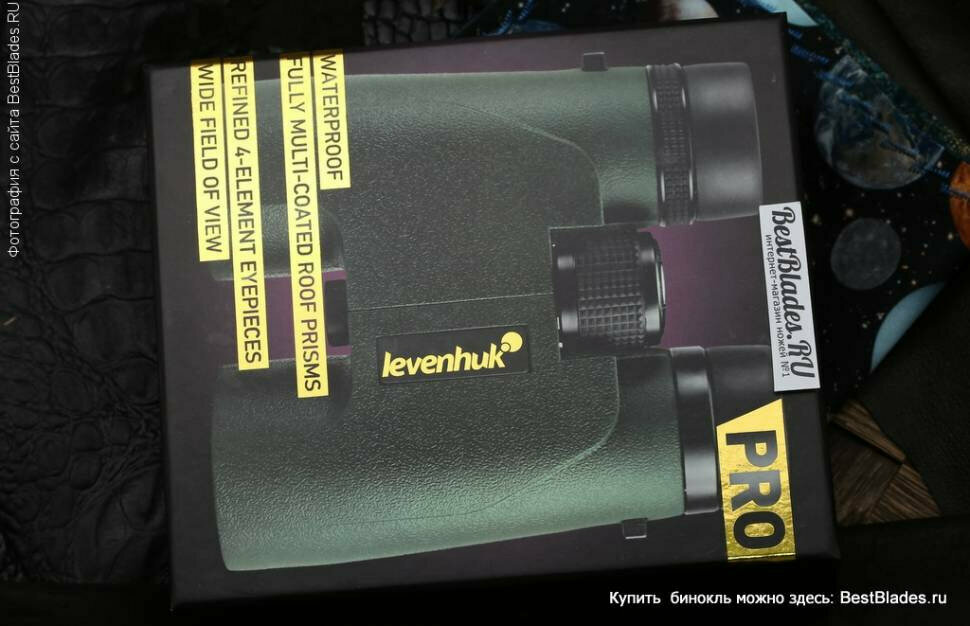 Фотография с сайта BestBlades.RU
WATERPROOF
FULLY MULTI-COATED ROOF PRISMS
REFINED 4-ELEMENT EYEPIECES
WIDE FIELD OF VIEW
levenhuk
BestBlades.RU
интернет-магазин ножей №1
PRO
Купить бинокль можно здесь: BestBlades.ru